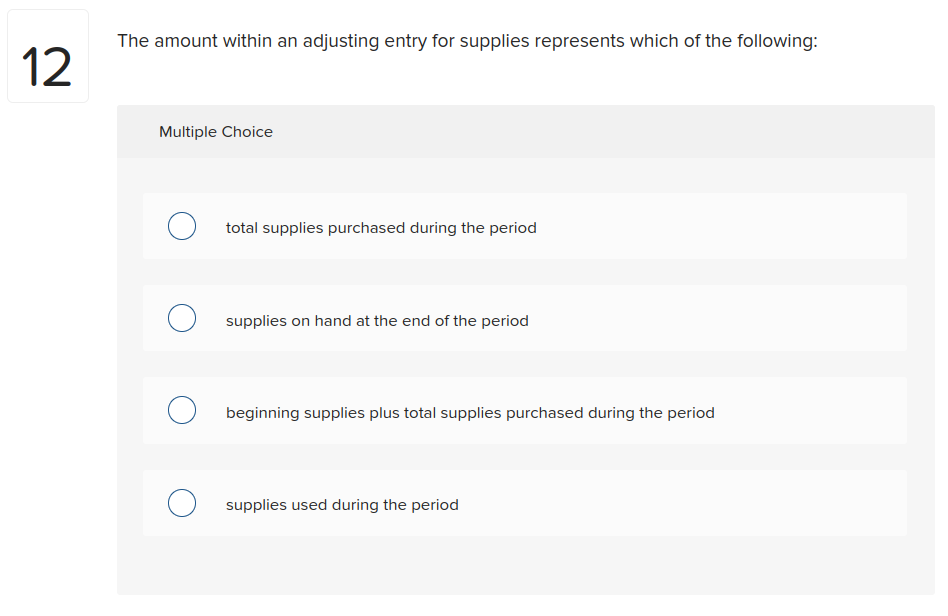 12
The amount within an adjusting entry for supplies represents which of the following:
Multiple Choice
total supplies purchased during the period
supplies on hand at the end of the period
beginning supplies plus total supplies purchased during the period
supplies used during the period